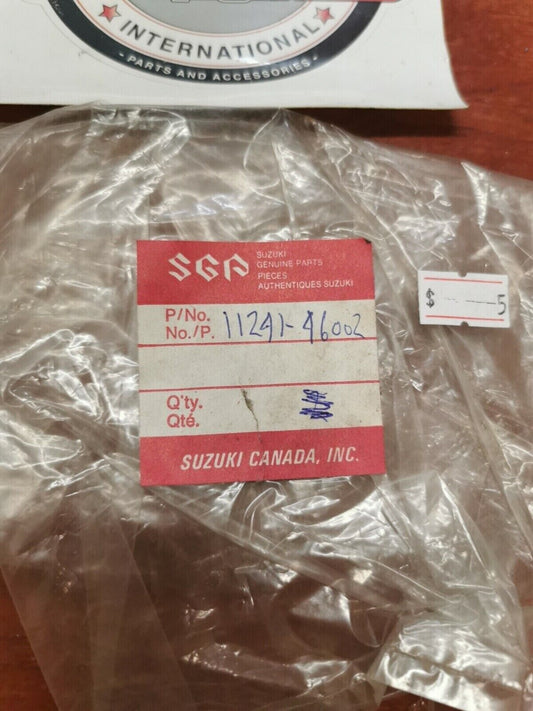 INTERNATIONAL
- PARTS AND ACCESSORIES -
SGP
SUZUKI
GENUINE PARTS
PIECES
AUTHENTIQUES SUZUKI
P/No.
No./P. 11241-46002
Q'ty.
Qté.
SUZUKI CANADA, INC.
$ 5